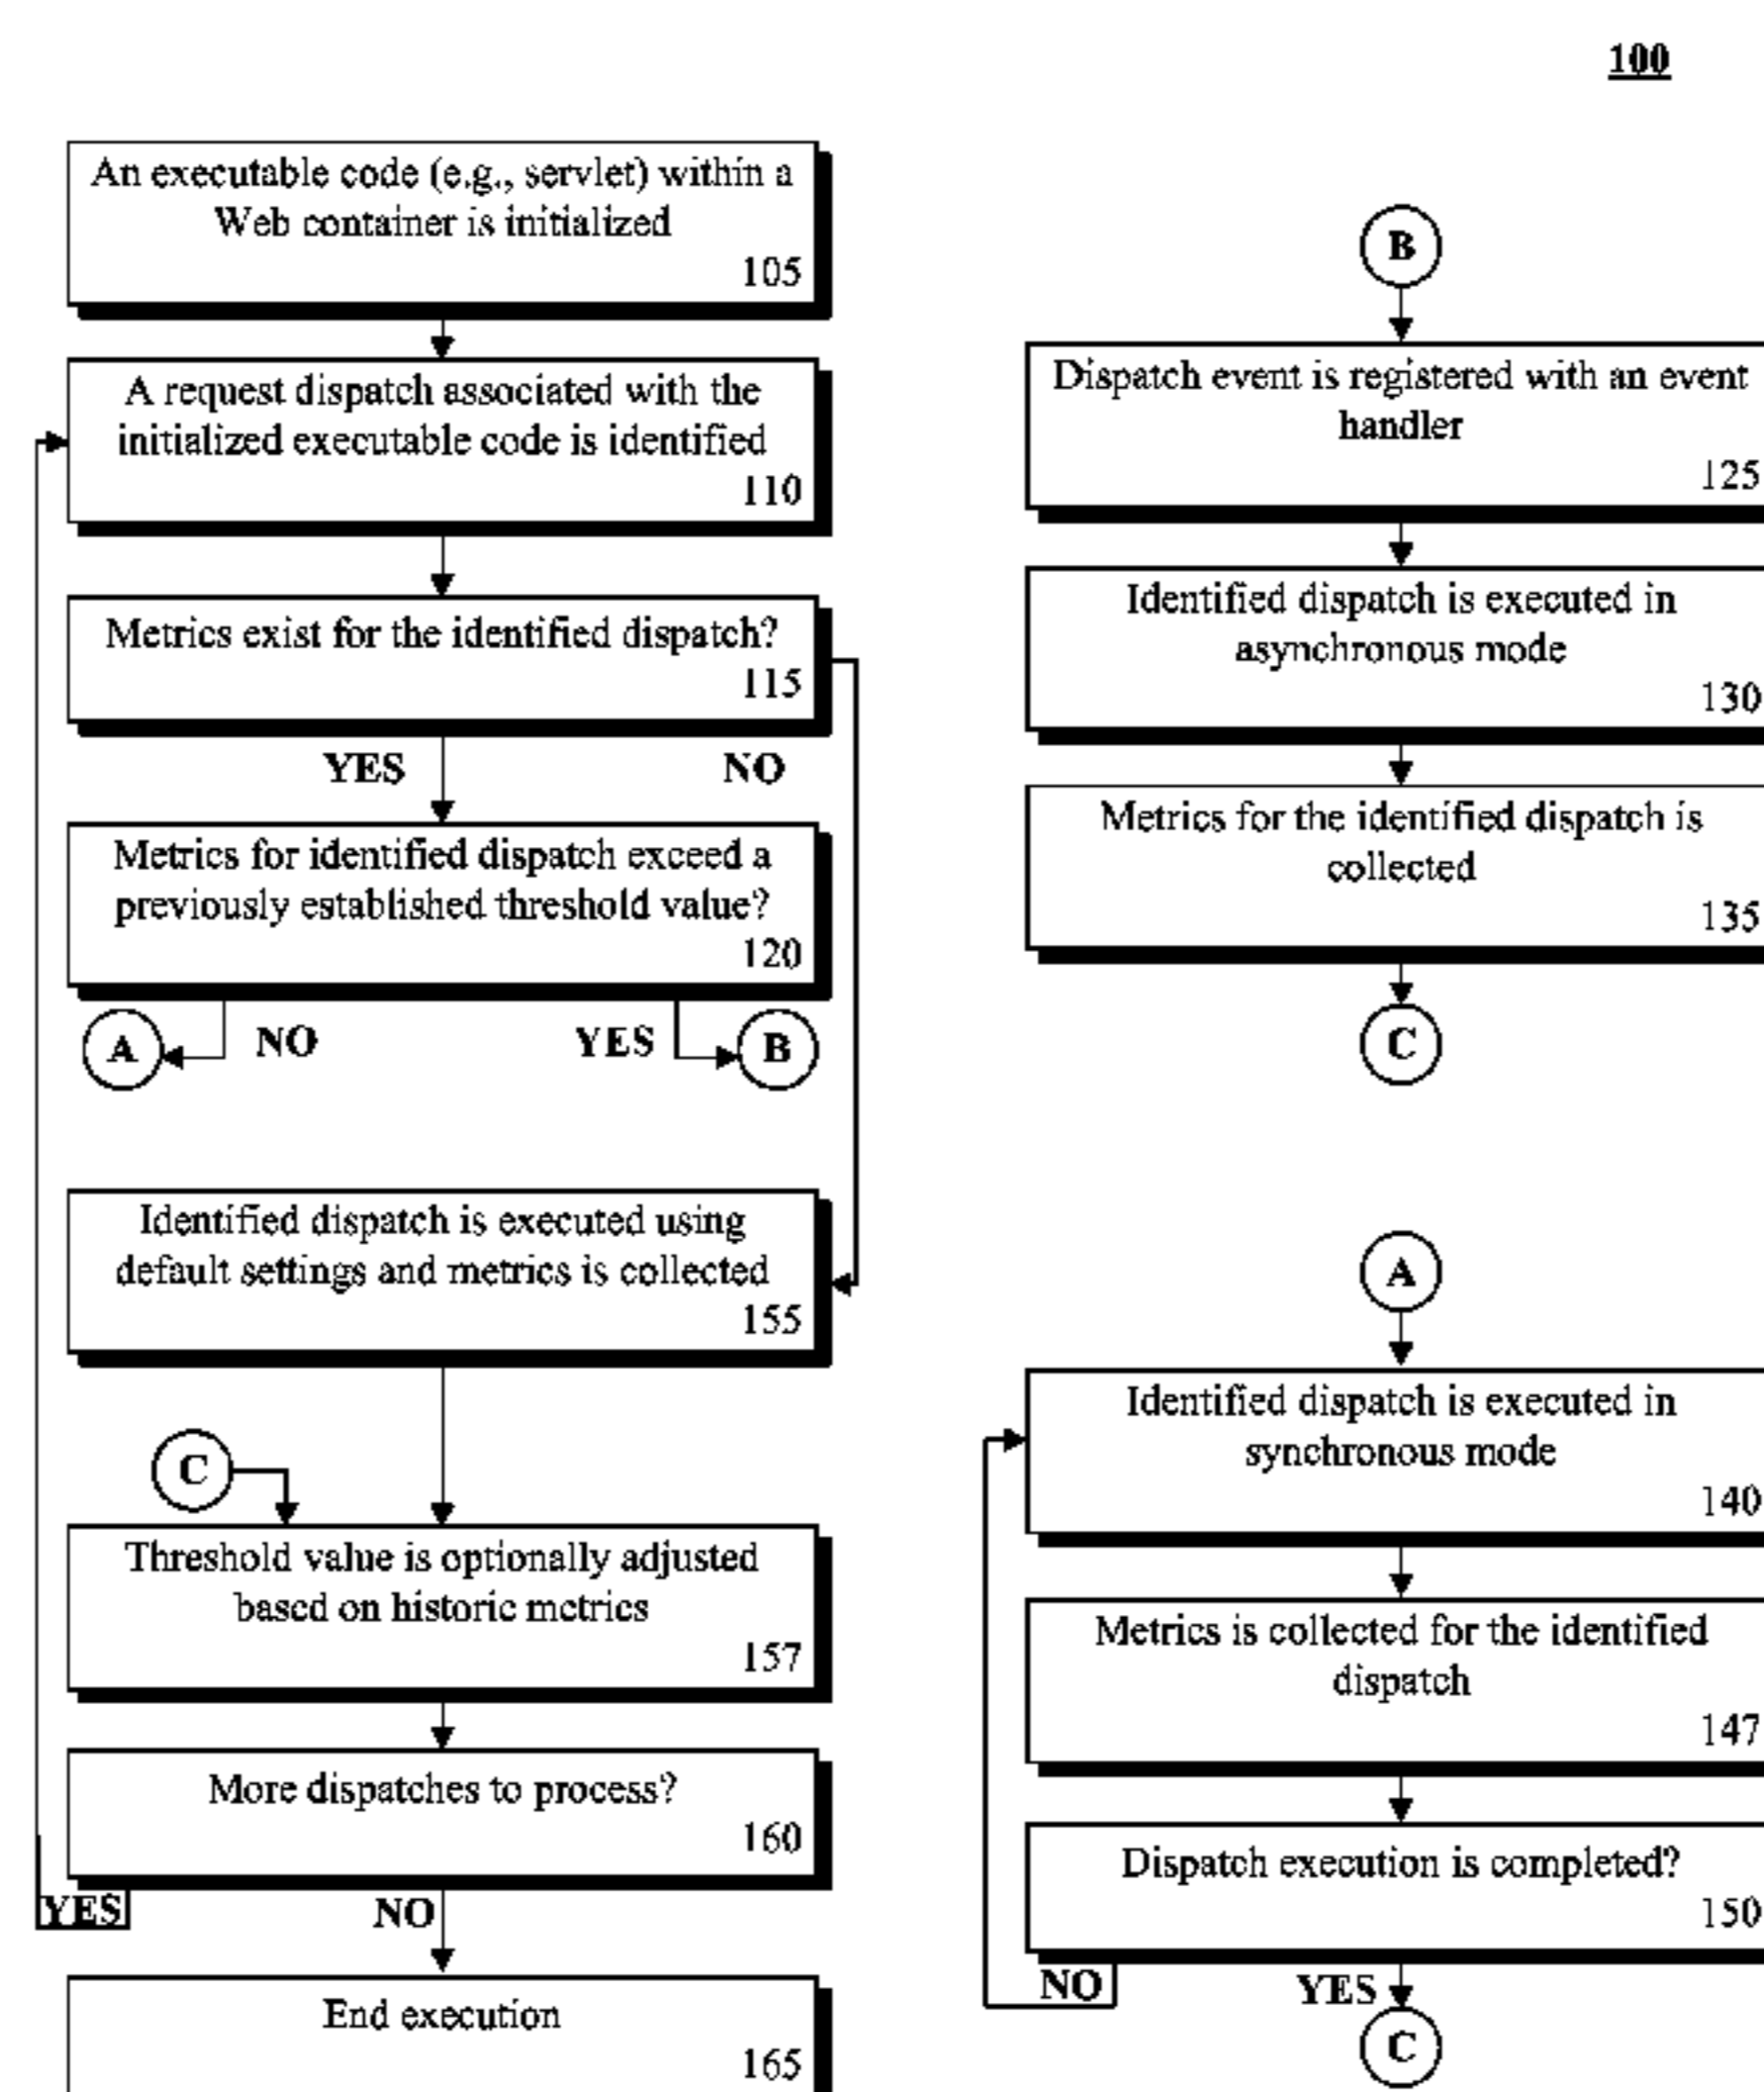 100
An executable code (e.g., servlet) within a
Web container is initialized
105
A request dispatch associated with the
initialized executable code is identified
110
Metrics exist for the identified dispatch?
115
YES
NO
Metrics for identified dispatch exceed a
previously established threshold value?
120
A
NO
YES
B
Identified dispatch is executed using
default settings and metrics is collected
155
C
Threshold value is optionally adjusted
based on historic metrics
157
More dispatches to process?
160
YES
NO
End execution
165
B
Dispatch event is registered with an event
handler
125
Identified dispatch is executed in
asynchronous mode
130
Metrics for the identified dispatch is
collected
135
C
A
Identified dispatch is executed in
synchronous mode
140
Metrics is collected for the identified
dispatch
147
Dispatch execution is completed?
150
NO
YES
C